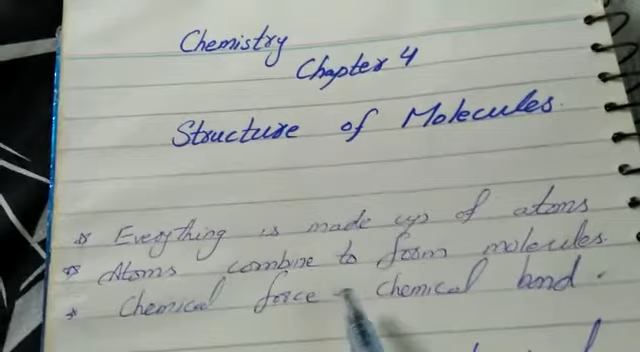 Chemistry
Chapter 4
Structure of Molecules.
* Everything is made up of atoms
* Atoms combine to form molecules.
* Chemical force - chemical bond.